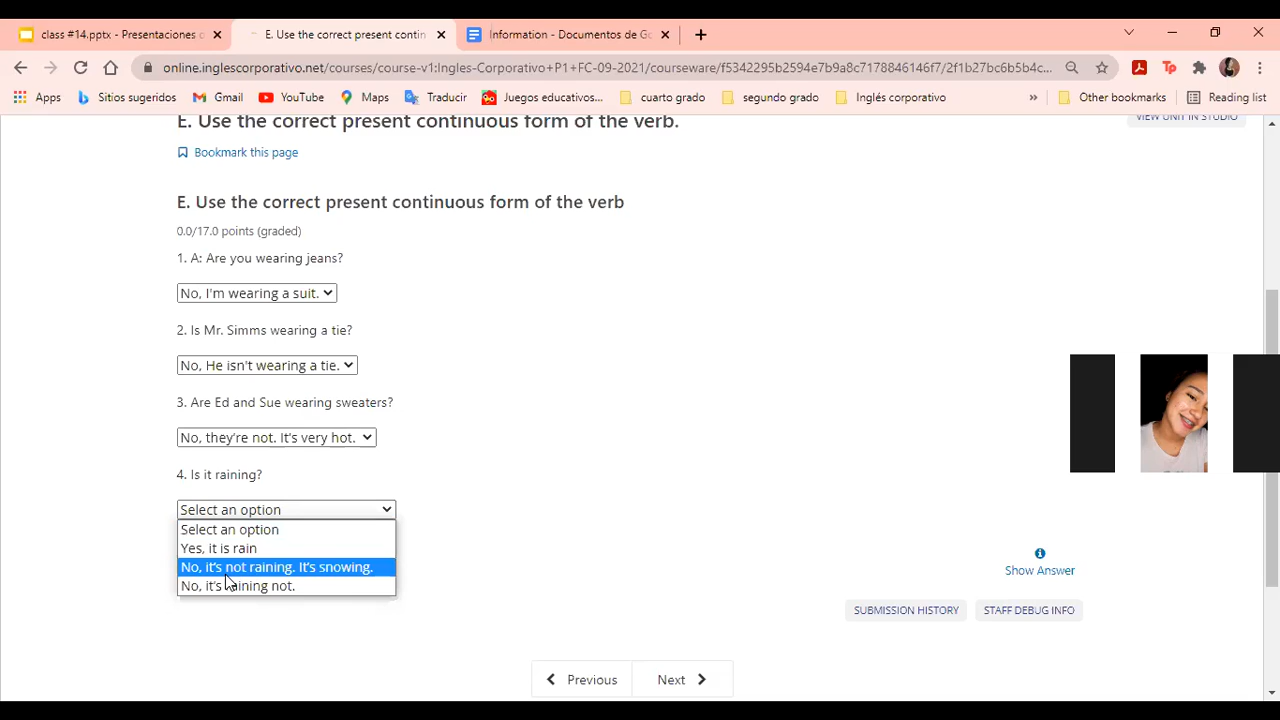 class #14.pptx - Presentaciones d
E. Use the correct present contin
Information - Documentos de Go
online.inglescorporativo.net/courses/course-v1:Ingles-Corporativo+P1+FC-09-2021/courseware/f5342295b2594e7b9a8c7178846146f7/2f1b27bc6b5b4c...
Apps Sitios sugeridos Gmail YouTube Maps Traducir Juegos educativos... cuarto grado segundo grado Inglés corporativo » Other bookmarks Reading list
E. Use the correct present continuous form of the verb.
VIEW UNIT IN STUDIO
Bookmark this page
E. Use the correct present continuous form of the verb
0.0/17.0 points (graded)
1. A: Are you wearing jeans?
No, I'm wearing a suit.
2. Is Mr. Simms wearing a tie?
No, He isn't wearing a tie.
3. Are Ed and Sue wearing sweaters?
No, they're not. It's very hot.
4. Is it raining?
Select an option
Select an option
Yes, it is rain
No, it's not raining. It's snowing.
No, it's raining not.
Show Answer
SUBMISSION HISTORY STAFF DEBUG INFO
Previous Next